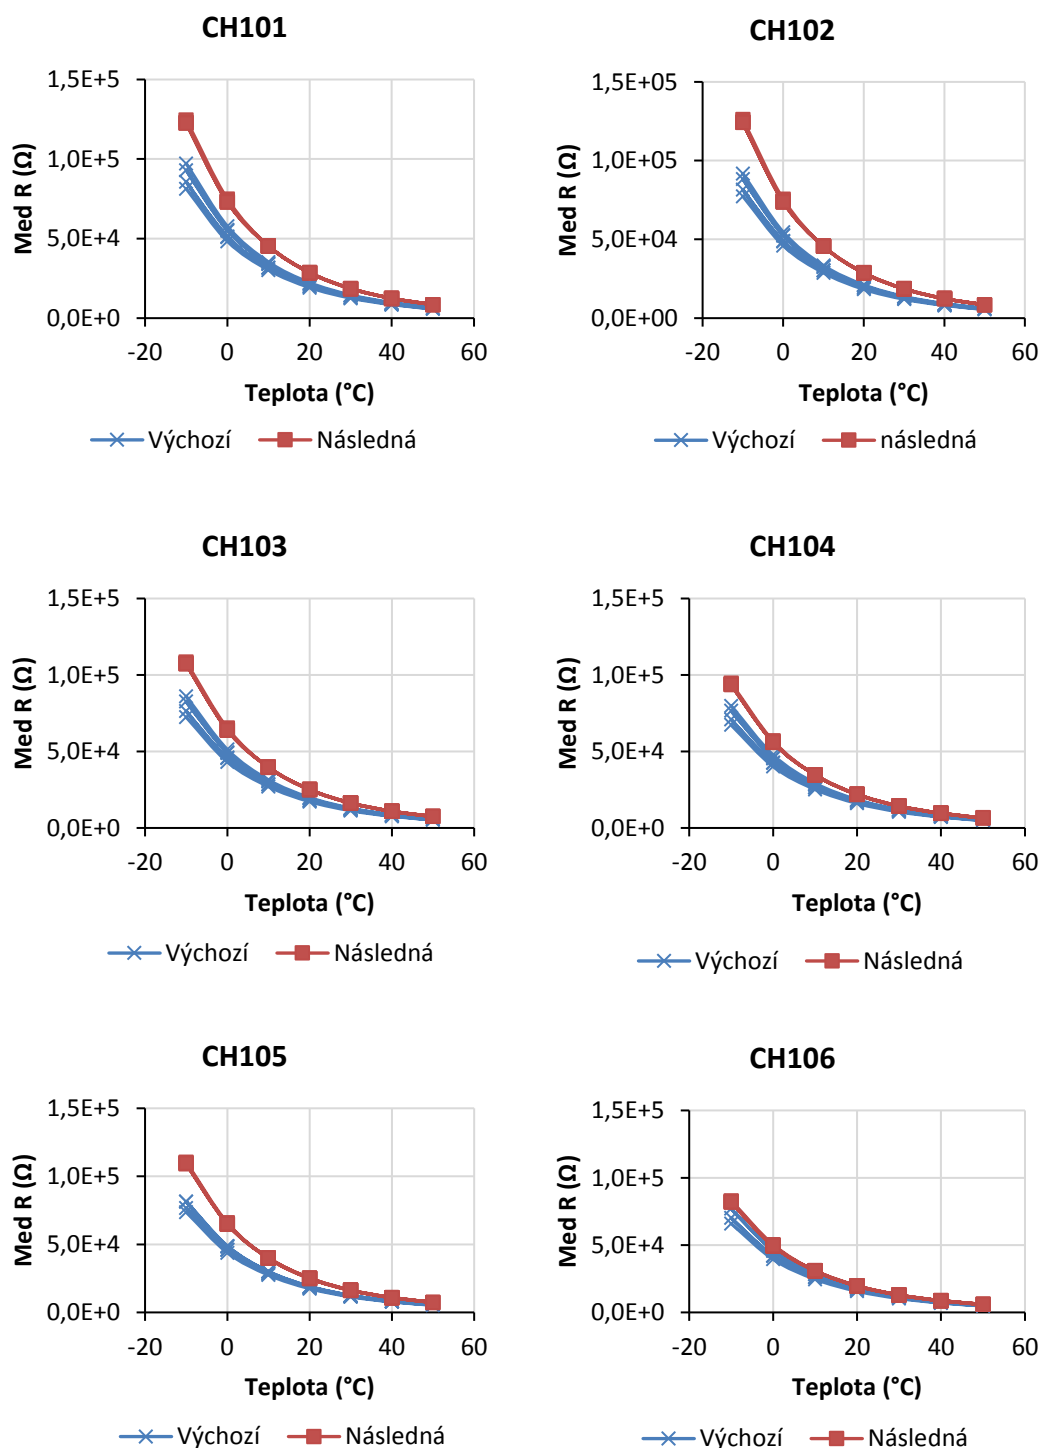 CH101
1,5E+5
1,0E+5
5,0E+4
0,0E+0
-20 0 20 40 60
Med R (Ω)
Teplota (°C)
Výchozí Následná
CH102
1,5E+05
1,0E+05
5,0E+04
0,0E+00
-20 0 20 40 60
Med R (Ω)
Teplota (°C)
Výchozí následná
CH103
1,5E+5
1,0E+5
5,0E+4
0,0E+0
-20 0 20 40 60
Med R (Ω)
Teplota (°C)
Výchozí Následná
CH104
1,5E+5
1,0E+5
5,0E+4
0,0E+0
-20 0 20 40 60
Med R (Ω)
Teplota (°C)
Výchozí Následná
CH105
1,5E+5
1,0E+5
5,0E+4
0,0E+0
-20 0 20 40 60
Med R (Ω)
Teplota (°C)
Výchozí Následná
CH106
1,5E+5
1,0E+5
5,0E+4
0,0E+0
-20 0 20 40 60
Med R (Ω)
Teplota (°C)
Výchozí Následná